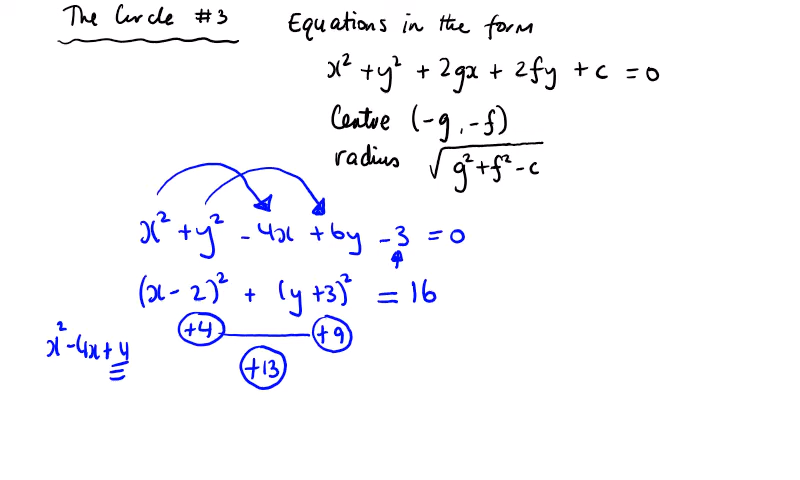 The Circle #3
Equations in the form
x² + y² + 2gx + 2fy + c = 0
Centre (-g, -f)
radius √(g² + f² - c)
x² + y² - 4x + 6y - 3 = 0
(x - 2)² + (y + 3)² = 16
+4 +9
x² - 4x + 4
+13